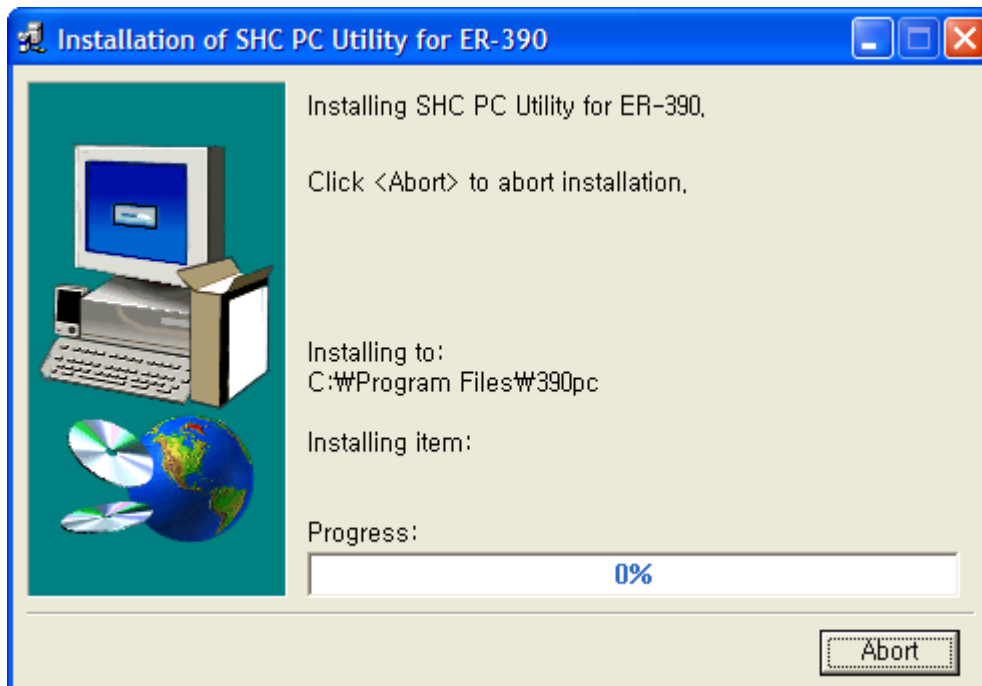 Installation of SHC PC Utility for ER-390
Installing SHC PC Utility for ER-390,
Click <Abort> to abort installation,
Installing to:
C:₩Program Files₩390pc
Installing item:
Progress:
0%
Abort